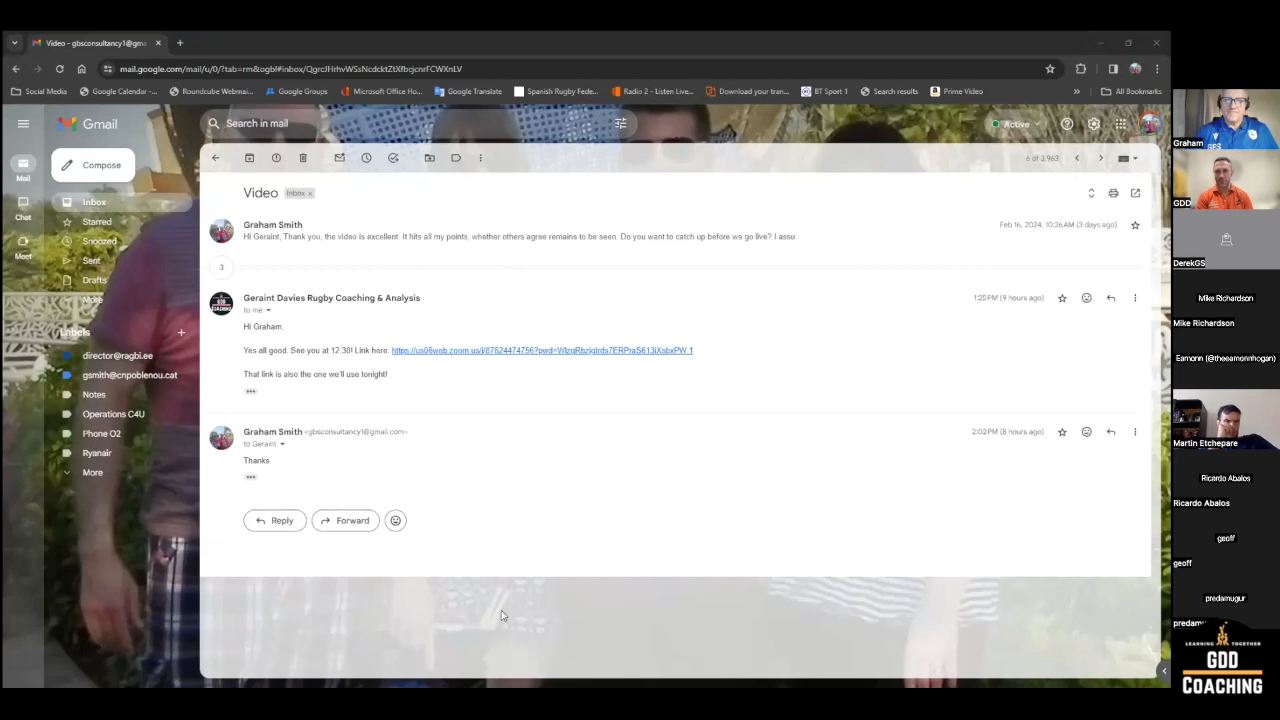 Video - gbsconsultancy1@gma
mail.google.com/mail/u/0/?tab=rm&ogbl#inbox/QgrcJHrhvWSsNcdcktZtXfbcjcnrFCWXnLV
Social Media
Google Calendar -...
Roundcube Webmai...
Google Groups
Microsoft Office Ho...
Google Translate
Spanish Rugby Fede...
Radio 2 - Listen Live...
Download your tran...
BT Sport 1
Search results
Prime Video
All Bookmarks
Gmail
Search in mail
Active
Compose
Mail
Chat
Meet
Inbox
Starred
Snoozed
Sent
Drafts
More
Labels
director@ragbi.ee
gsmith@cnpoblenou.cat
Notes
Operations C4U
Phone O2
Ryanair
More
6 of 3,963
Video
Inbox x
Graham Smith
Feb 16, 2024, 10:26 AM (3 days ago)
Hi Geraint, Thank you, the video is excellent. It hits all my points, whether others agree remains to be seen. Do you want to catch up before we go live? I assu
3
Geraint Davies Rugby Coaching & Analysis
1:25 PM (9 hours ago)
to me
Hi Graham,
Yes all good. See you at 12:30! Link here:
That link is also the one we'll use tonight!
Graham Smith <gbsconsultancy1@gmail.com>
2:02 PM (8 hours ago)
to Geraint
Thanks
Reply
Forward
Graham
GDD
DerekGS
Mike Richardson
Mike Richardson
Eamonn (@theeamonnhogan)
Martin Etchepare
Ricardo Abalos
Ricardo Abalos
geoff
geoff
predamugur
predamu
LEARNING TOGETHER
GDD
COACHING